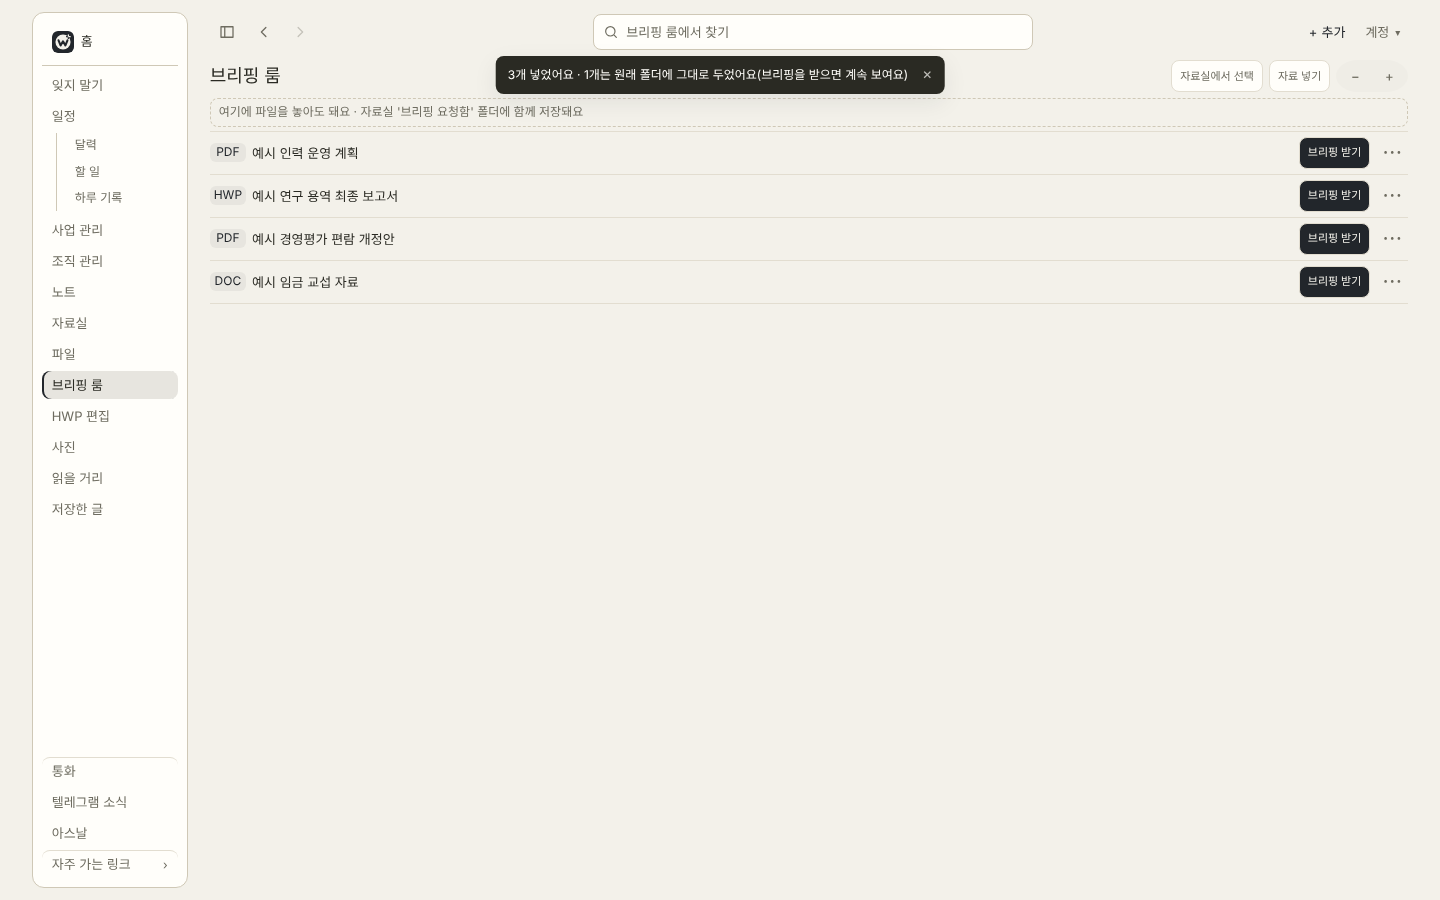 홈
잊지 말기
일정
달력
할 일
하루 기록
사업 관리
조직 관리
노트
자료실
파일
브리핑 룸
HWP 편집
사진
읽을 거리
저장한 글
통화
텔레그램 소식
아스날
자주 가는 링크 ›
브리핑 룸에서 찾기
+ 추가 계정 ▾
브리핑 룸
3개 넣었어요 · 1개는 원래 폴더에 그대로 두었어요(브리핑을 받으면 계속 보여요) ×
자료실에서 선택 자료 넣기 − +
여기에 파일을 놓아도 돼요 · 자료실 '브리핑 요청함' 폴더에 함께 저장돼요
PDF 예시 인력 운영 계획 브리핑 받기 ···
HWP 예시 연구 용역 최종 보고서 브리핑 받기 ···
PDF 예시 경영평가 편람 개정안 브리핑 받기 ···
DOC 예시 임금 교섭 자료 브리핑 받기 ···